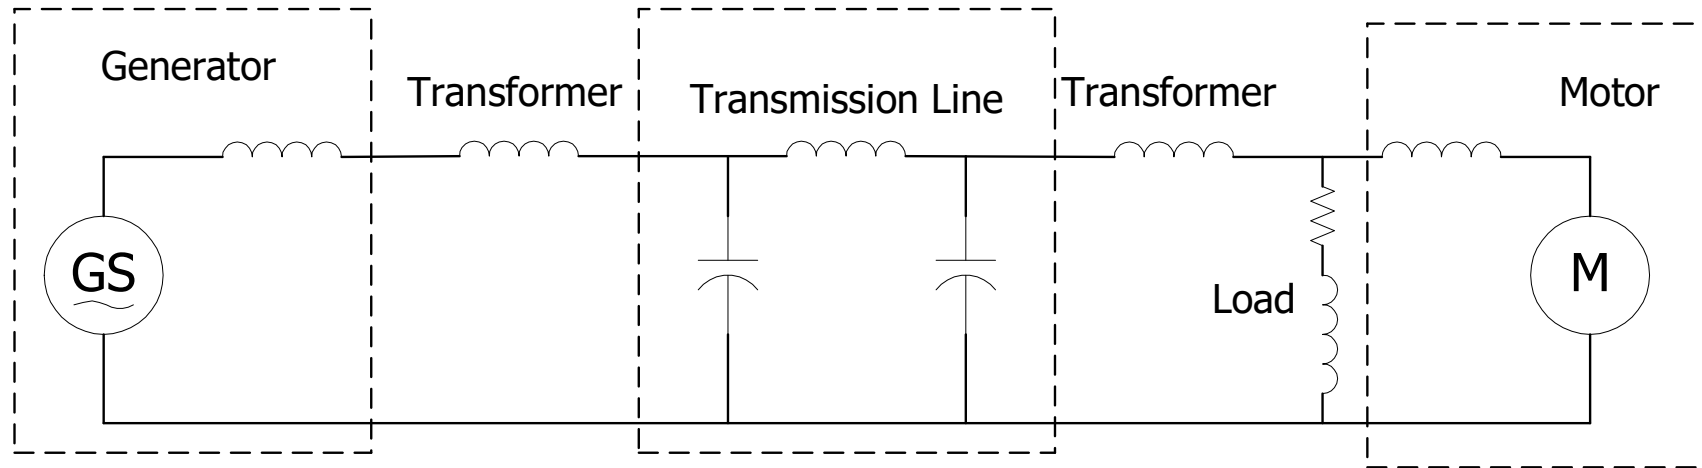 Generator
Transformer
Transmission Line
Transformer
Motor
GS
Load
M